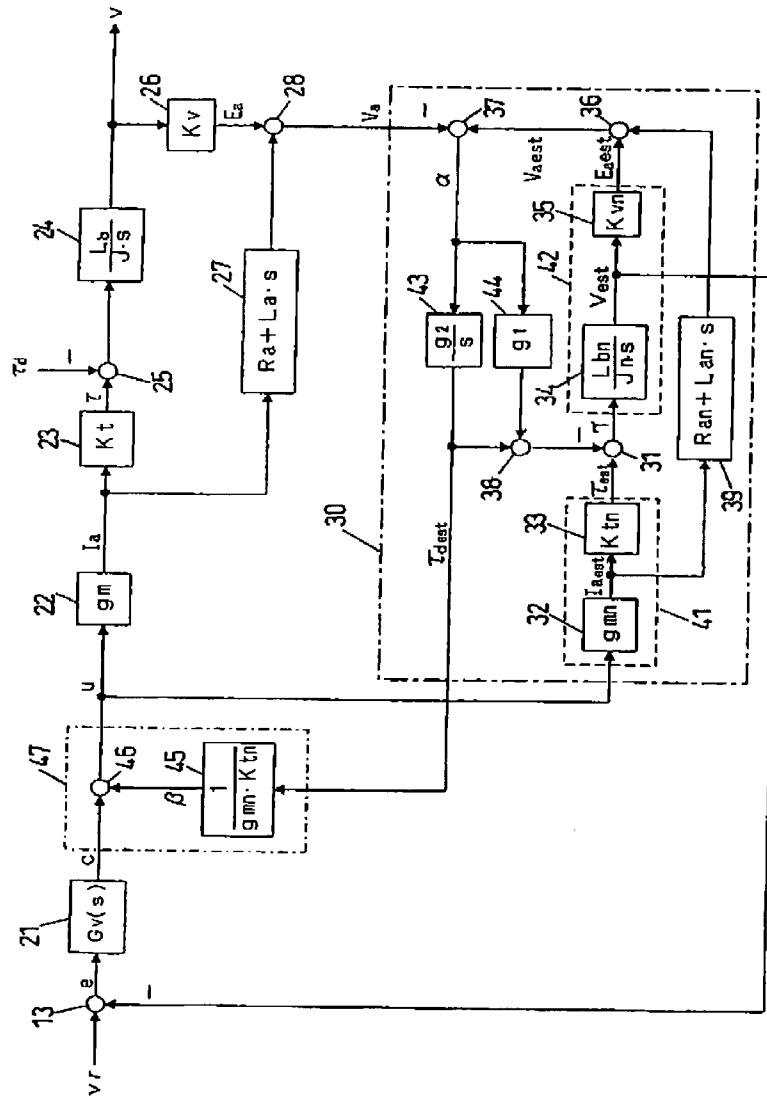 vr
13
e
21
Gv(s)
c
47
46
β
45
1
gmn·Ktn
u
22
gm
Ia
23
Kt
τ
τd
−
25
24
Lb
J·s
v
26
Kv
Ea
28
27
Ra+La·s
Va
30
−
37
α
Vaest
36
Eaest
43
g2
s
44
g1
38
τdest
−
31
τest
41
32
gmn
Iaest
33
Ktn
42
34
Lbn
Jn·s
Vest
35
Kvn
39
Ran+Lan·s
−